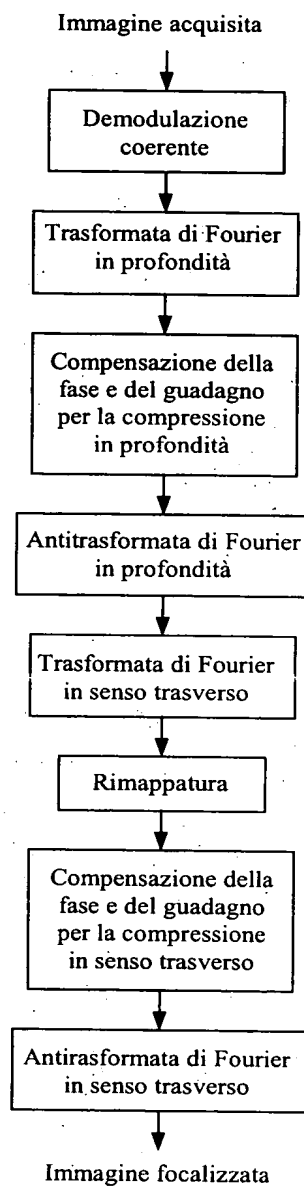 Immagine acquisita
Demodulazione
coerente
Trasformata di Fourier
in profondità
Compensazione della
fase e del guadagno
per la compressione
in profondità
Antitrasformata di Fourier
in profondità
Trasformata di Fourier
in senso trasverso
Rimappatura
Compensazione della
fase e del guadagno
per la compressione
in senso trasverso
Antirasformata di Fourier
in senso trasverso
Immagine focalizzata